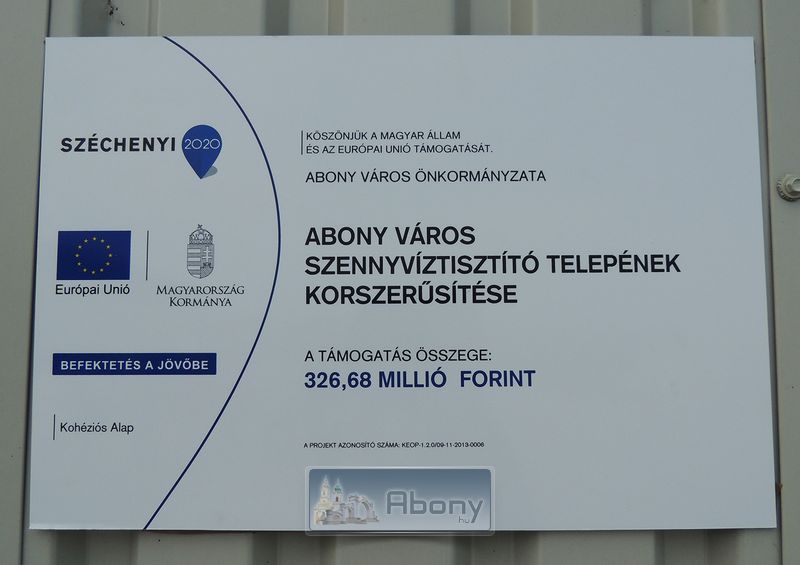 SZÉCHENYI 2020
KÖSZÖNJÜK A MAGYAR ÁLLAM
ÉS AZ EURÓPAI UNIÓ TÁMOGATÁSÁT.
ABONY VÁROS ÖNKORMÁNYZATA
ABONY VÁROS
SZENNYVÍZTISZTÍTÓ TELEPÉNEK
KORSZERŰSÍTÉSE
Európai Unió
MAGYARORSZÁG
KORMÁNYA
BEFEKTETÉS A JÖVŐBE
A TÁMOGATÁS ÖSSZEGE:
326,68 MILLIÓ FORINT
Kohéziós Alap
A PROJEKT AZONOSÍTÓ SZÁMA: KEOP-1.2.0/09-11-2013-0006
Abony
hu